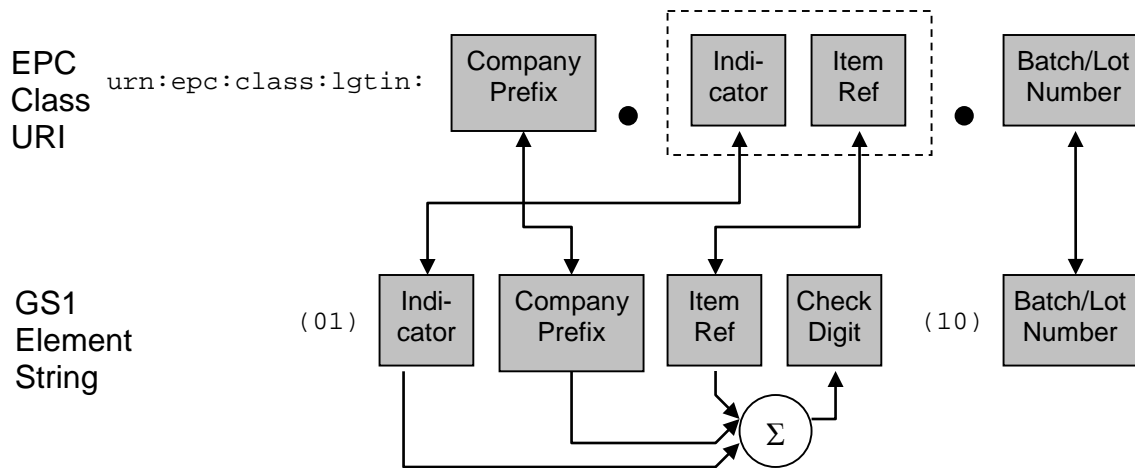 EPC
Class
URI
urn:epc:class:lgtin:
Company
Prefix
Indi-
cator
Item
Ref
Batch/Lot
Number
GS1
Element
String
(01)
Indi-
cator
Company
Prefix
Item
Ref
Check
Digit
(10)
Batch/Lot
Number
Σ